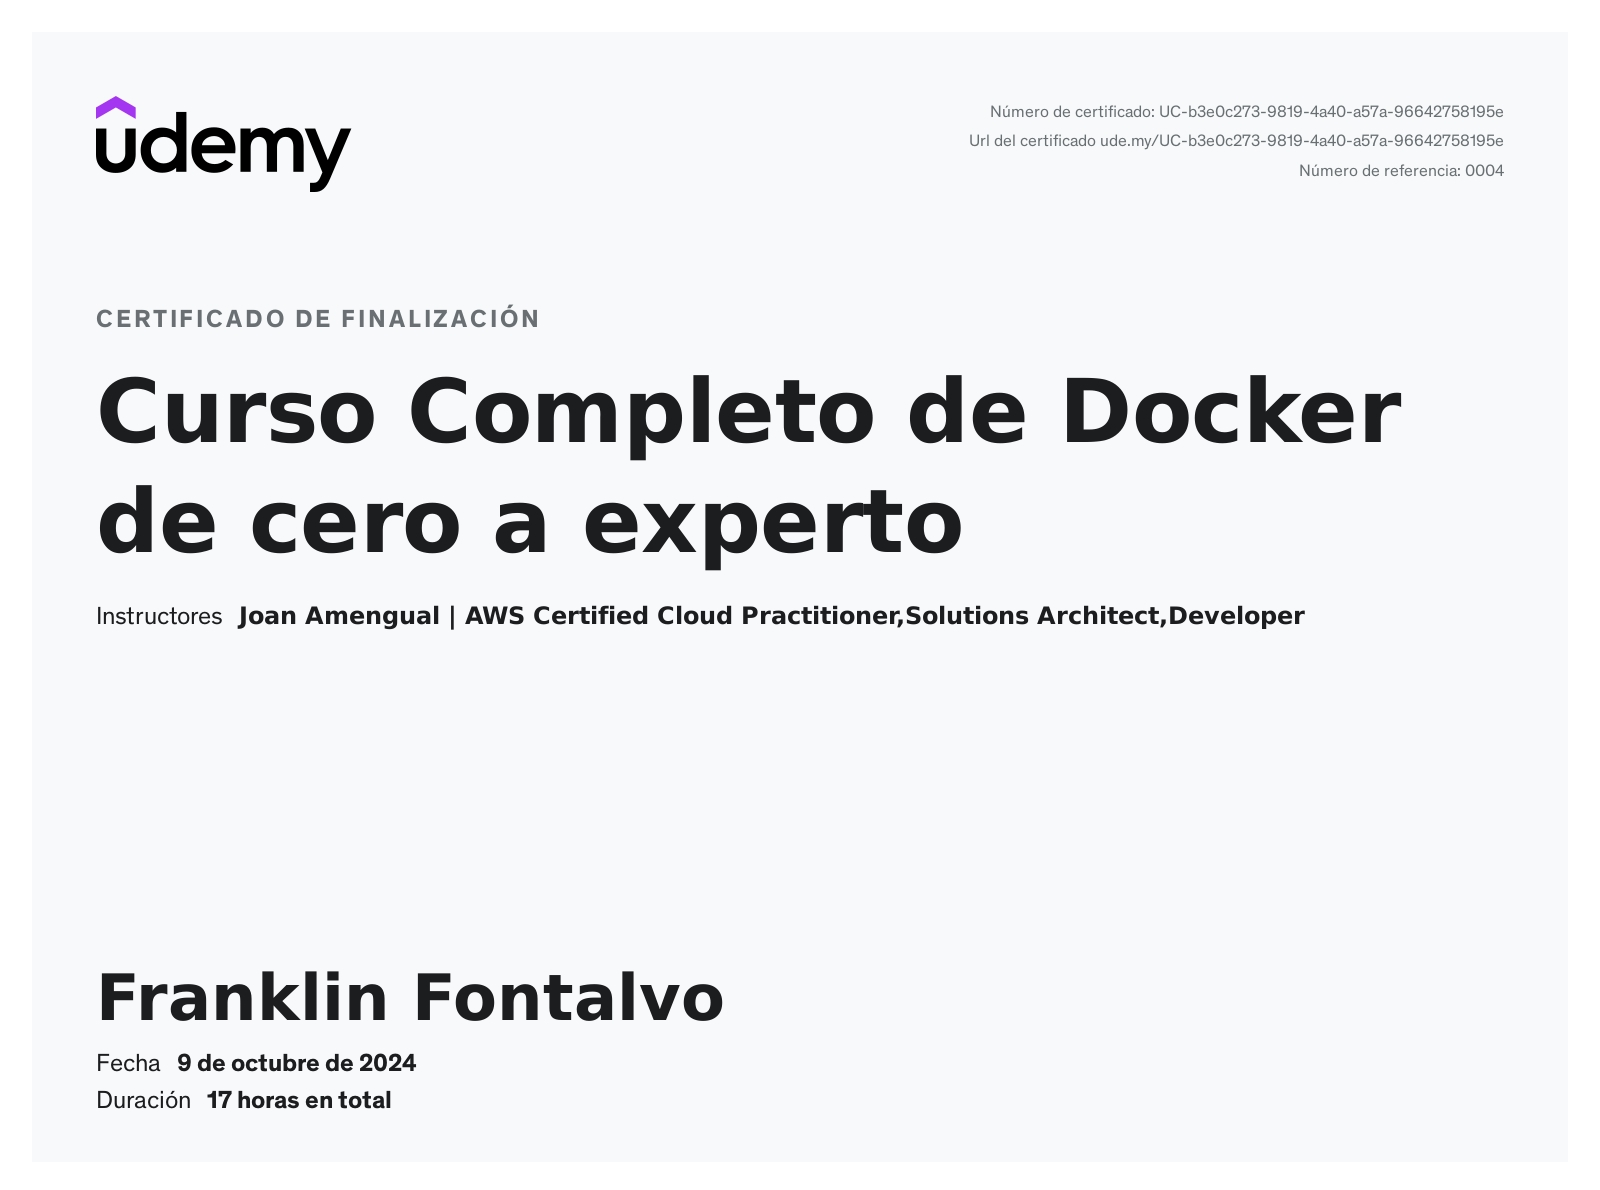 udemy
Número de certificado: UC-b3e0c273-9819-4a40-a57a-96642758195e
Url del certificado ude.my/UC-b3e0c273-9819-4a40-a57a-96642758195e
Número de referencia: 0004
CERTIFICADO DE FINALIZACIÓN
Curso Completo de Docker
de cero a experto
Instructores Joan Amengual | AWS Certified Cloud Practitioner,Solutions Architect,Developer
Franklin Fontalvo
Fecha 9 de octubre de 2024
Duración 17 horas en total